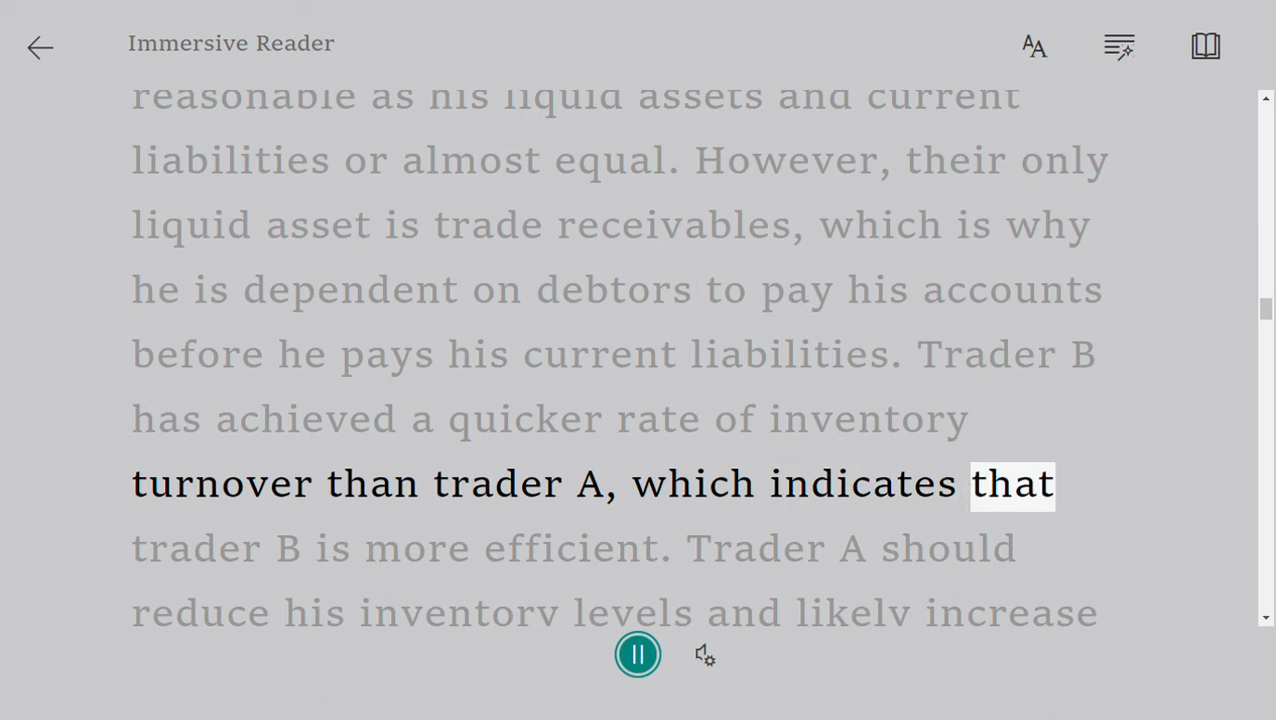 Immersive Reader
reasonable as his liquid assets and current
liabilities or almost equal. However, their only
liquid asset is trade receivables, which is why
he is dependent on debtors to pay his accounts
before he pays his current liabilities. Trader B
has achieved a quicker rate of inventory
turnover than trader A, which indicates that
trader B is more efficient. Trader A should
reduce his inventory levels and likely increase